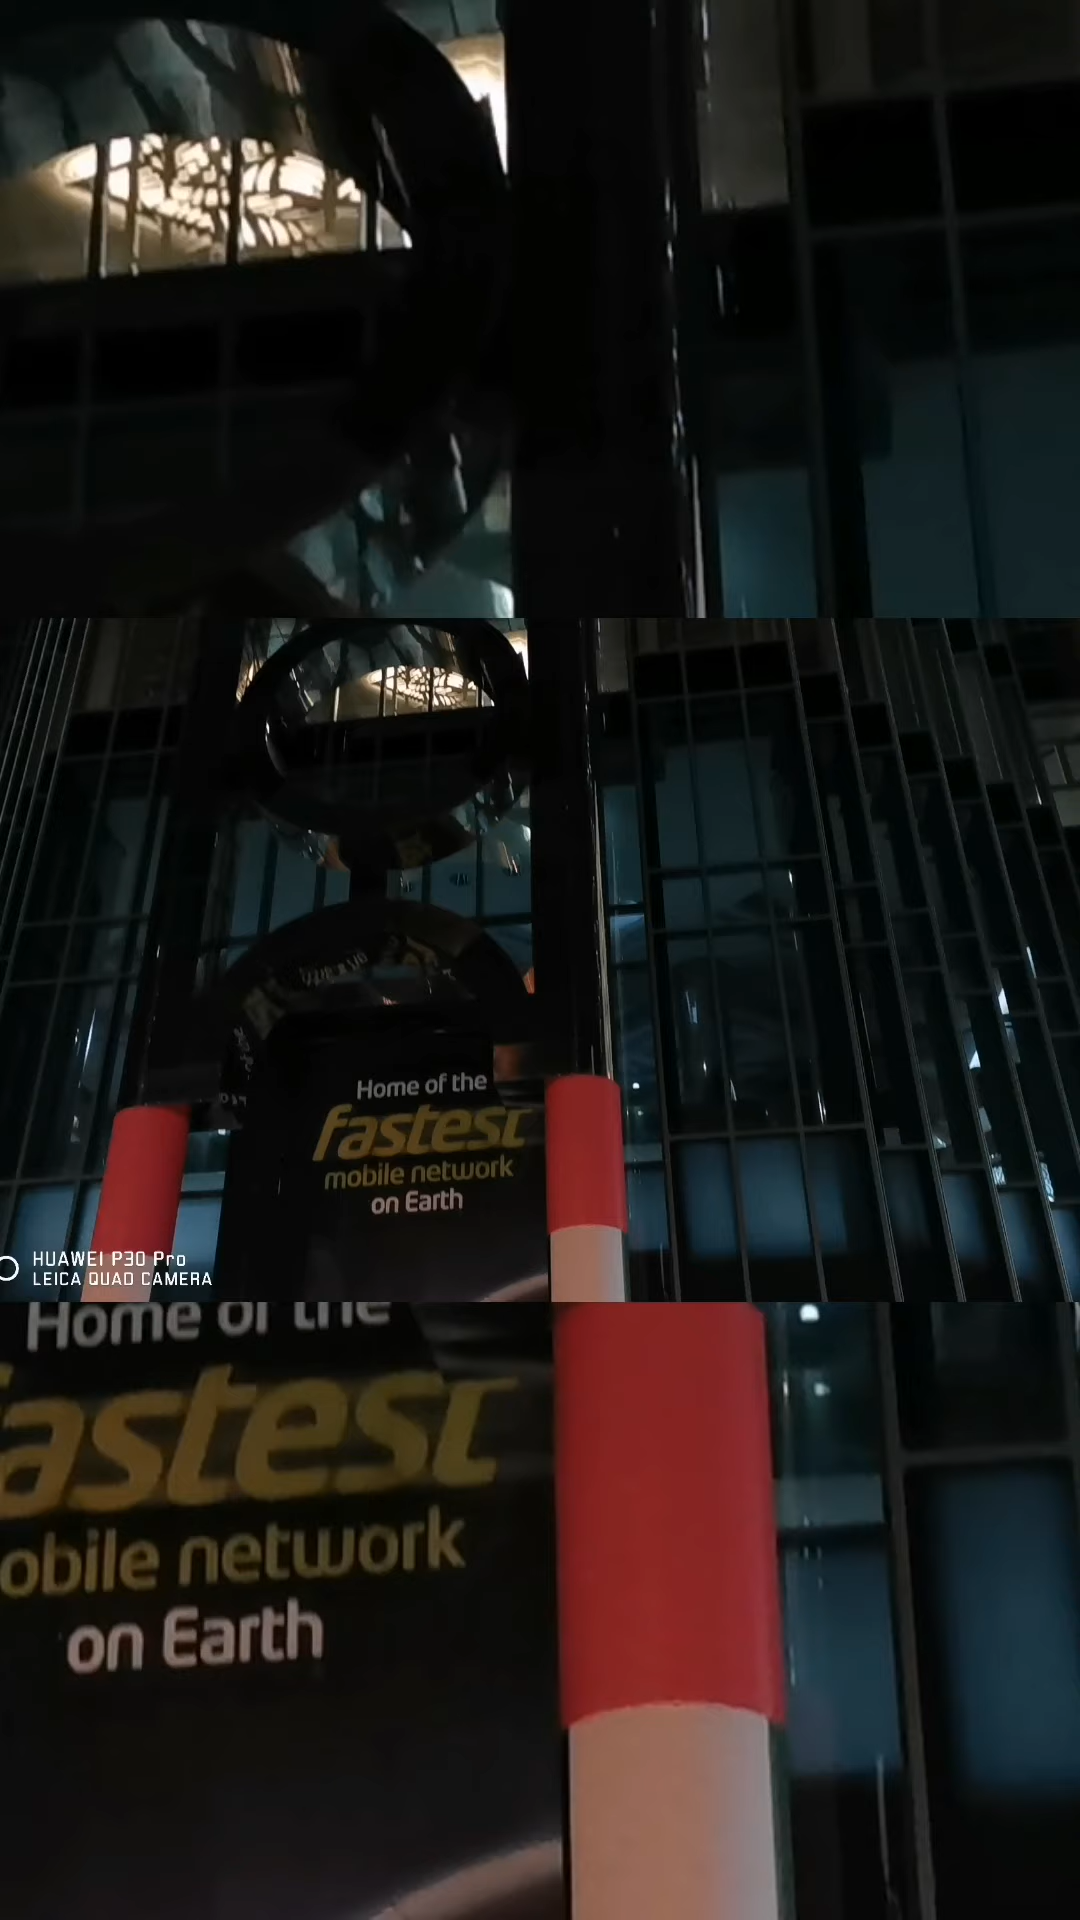 Home of the
fastest
mobile network
on Earth
HUAWEI P30 Pro
LEICA QUAD CAMERA
Home of the
fastest
mobile network
on Earth